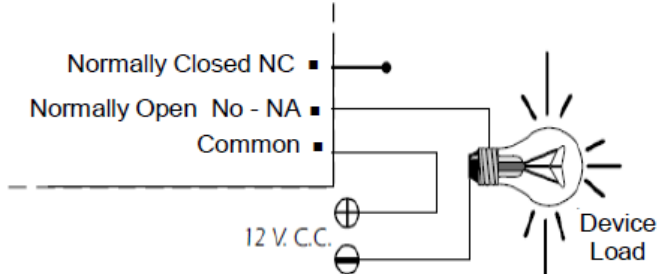 Normally Closed NC
Normally Open No - NA
Common
12 V. C.C.
Device
Load